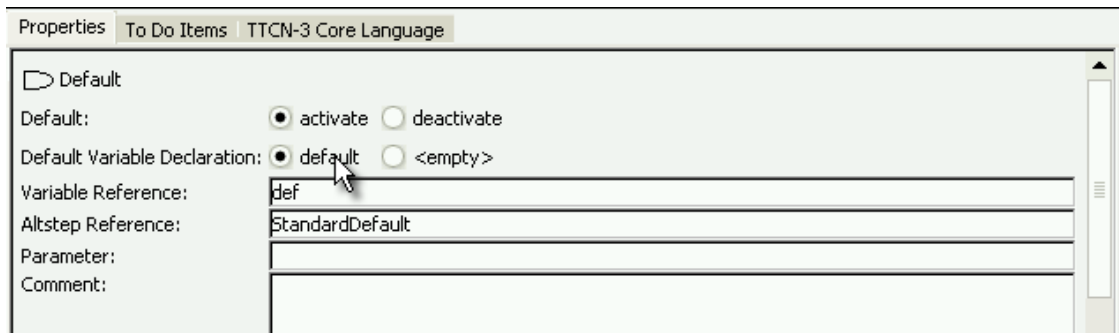 Properties To Do Items TTCN-3 Core Language
Default
Default: activate deactivate
Default Variable Declaration: default <empty>
Variable Reference: def
Altstep Reference: StandardDefault
Parameter:
Comment: